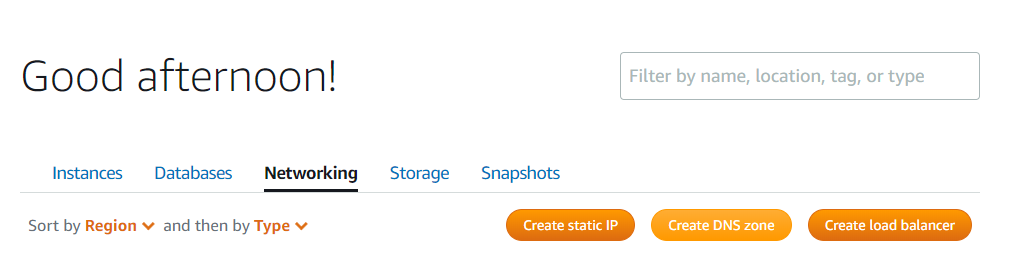 Good afternoon!
Filter by name, location, tag, or type
Instances Databases Networking Storage Snapshots
Sort by Region and then by Type Create static IP Create DNS zone Create load balancer